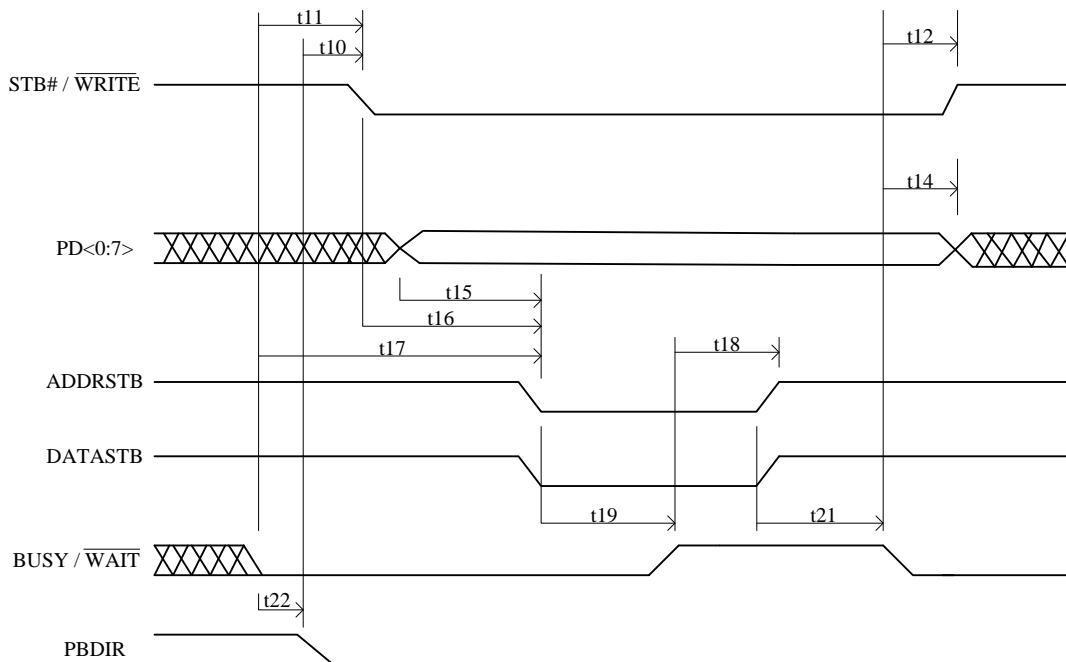 t11
t12
t10
STB# / WRITE
t14
PD<0:7>
t15
t16
t17
t18
ADDRSTB
DATASTB
t19
t21
BUSY / WAIT
t22
PBDIR